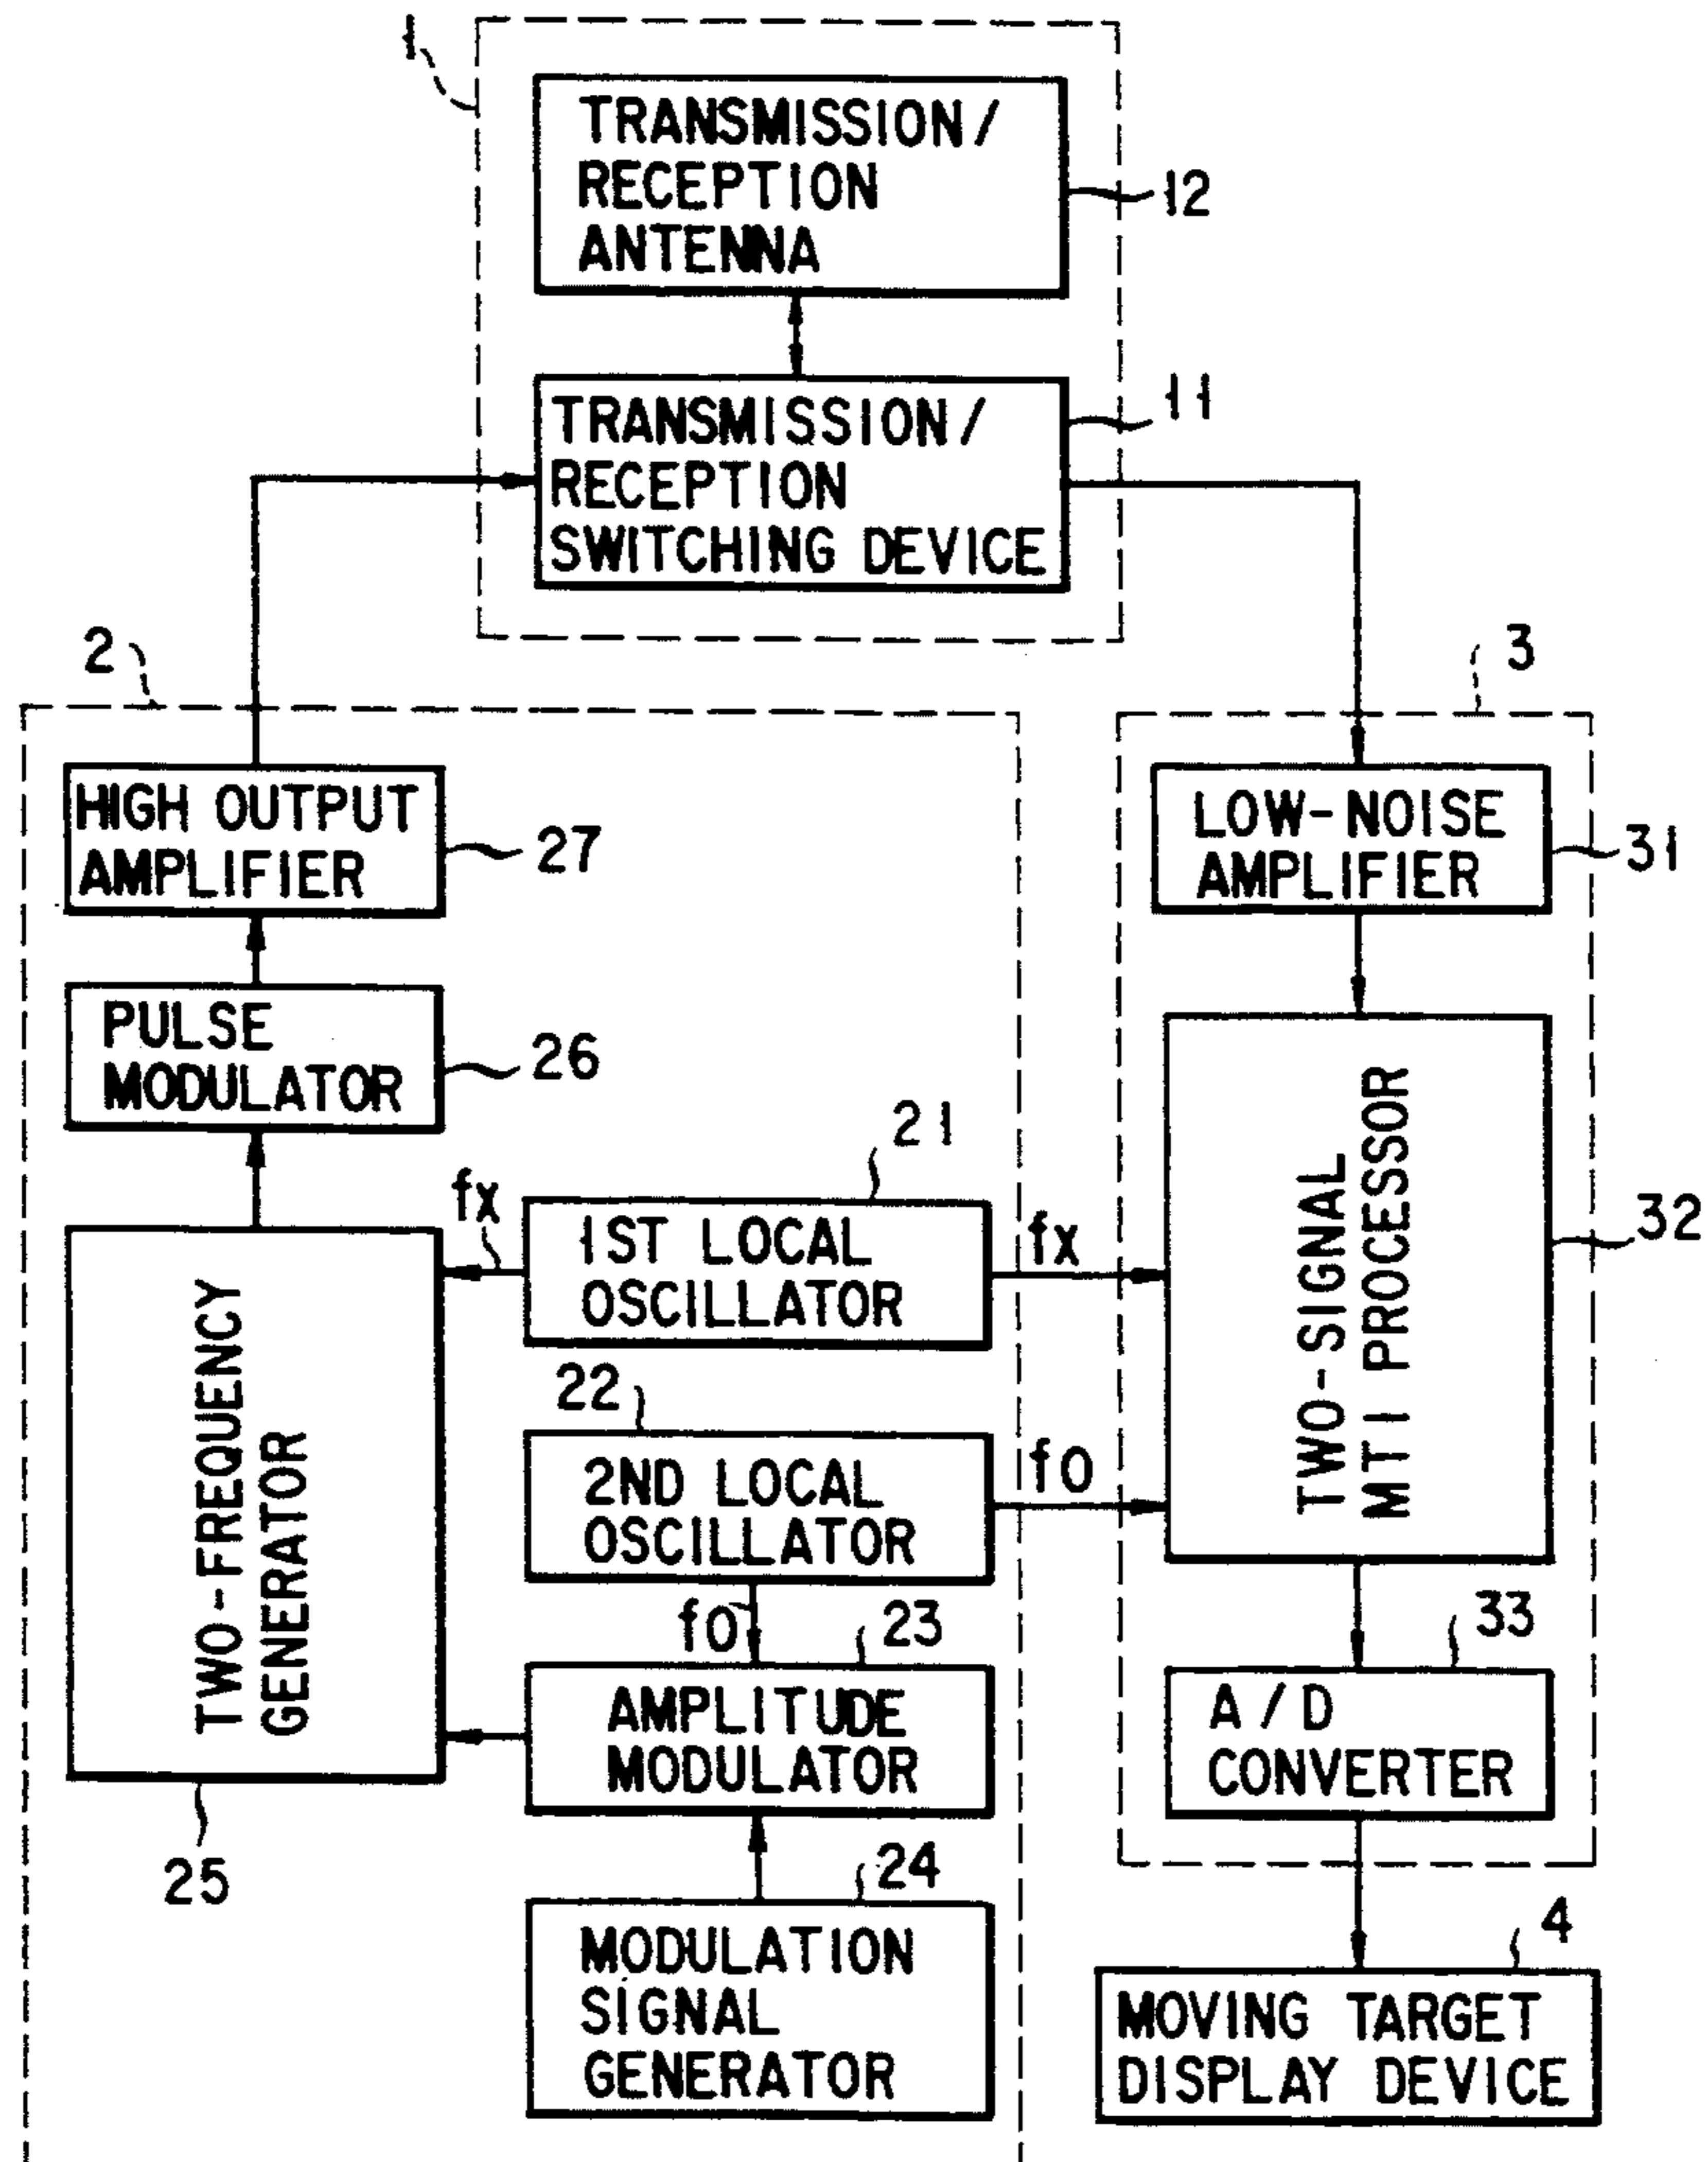 1
TRANSMISSION/
RECEPTION
ANTENNA
12
TRANSMISSION/
RECEPTION
SWITCHING DEVICE
11
2
3
HIGH OUTPUT
AMPLIFIER
27
LOW-NOISE
AMPLIFIER
31
PULSE
MODULATOR
26
TWO-SIGNAL
MTI PROCESSOR
32
21
fx
1ST LOCAL
OSCILLATOR
fx
TWO-FREQUENCY
GENERATOR
25
22
2ND LOCAL
OSCILLATOR
f0
f0
23
AMPLITUDE
MODULATOR
33
A/D
CONVERTER
24
MODULATION
SIGNAL
GENERATOR
4
MOVING TARGET
DISPLAY DEVICE